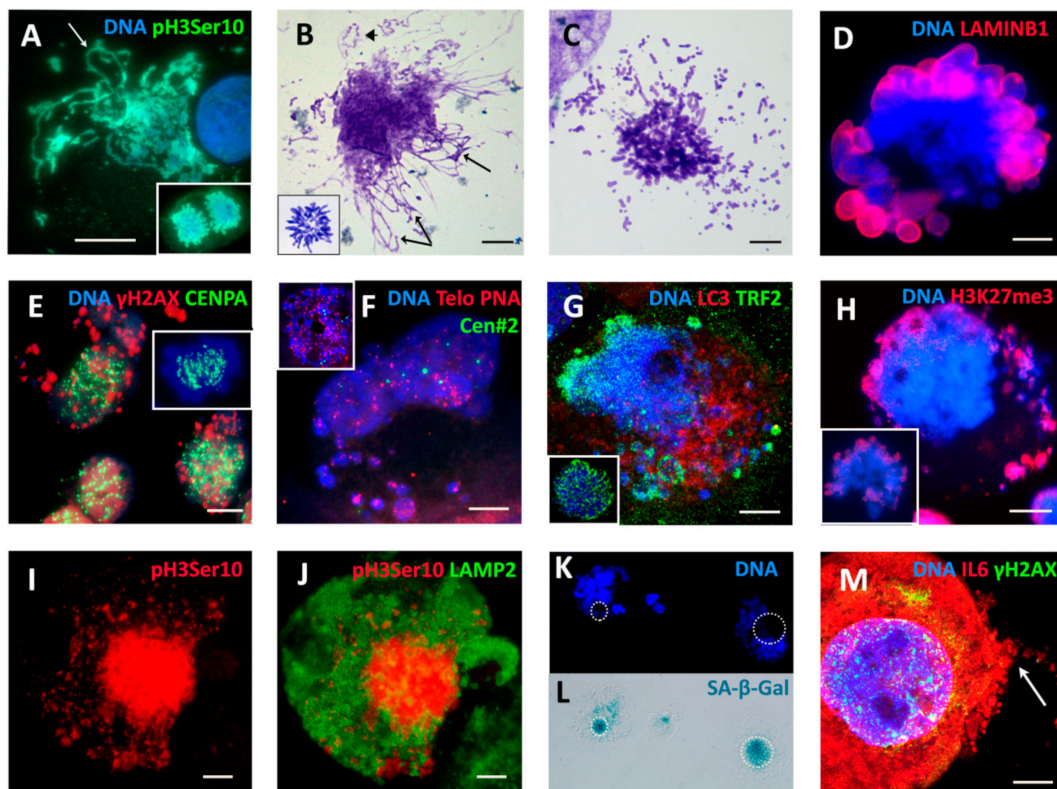 A DNA pH3Ser10
B
C
D DNA LAMINB1
E DNA γH2AX CENPA
F DNA Telo PNA
Cen#2
G DNA LC3 TRF2
H DNA H3K27me3
I pH3Ser10
J pH3Ser10 LAMP2
K DNA
L SA-β-Gal
M DNA IL6 γH2AX